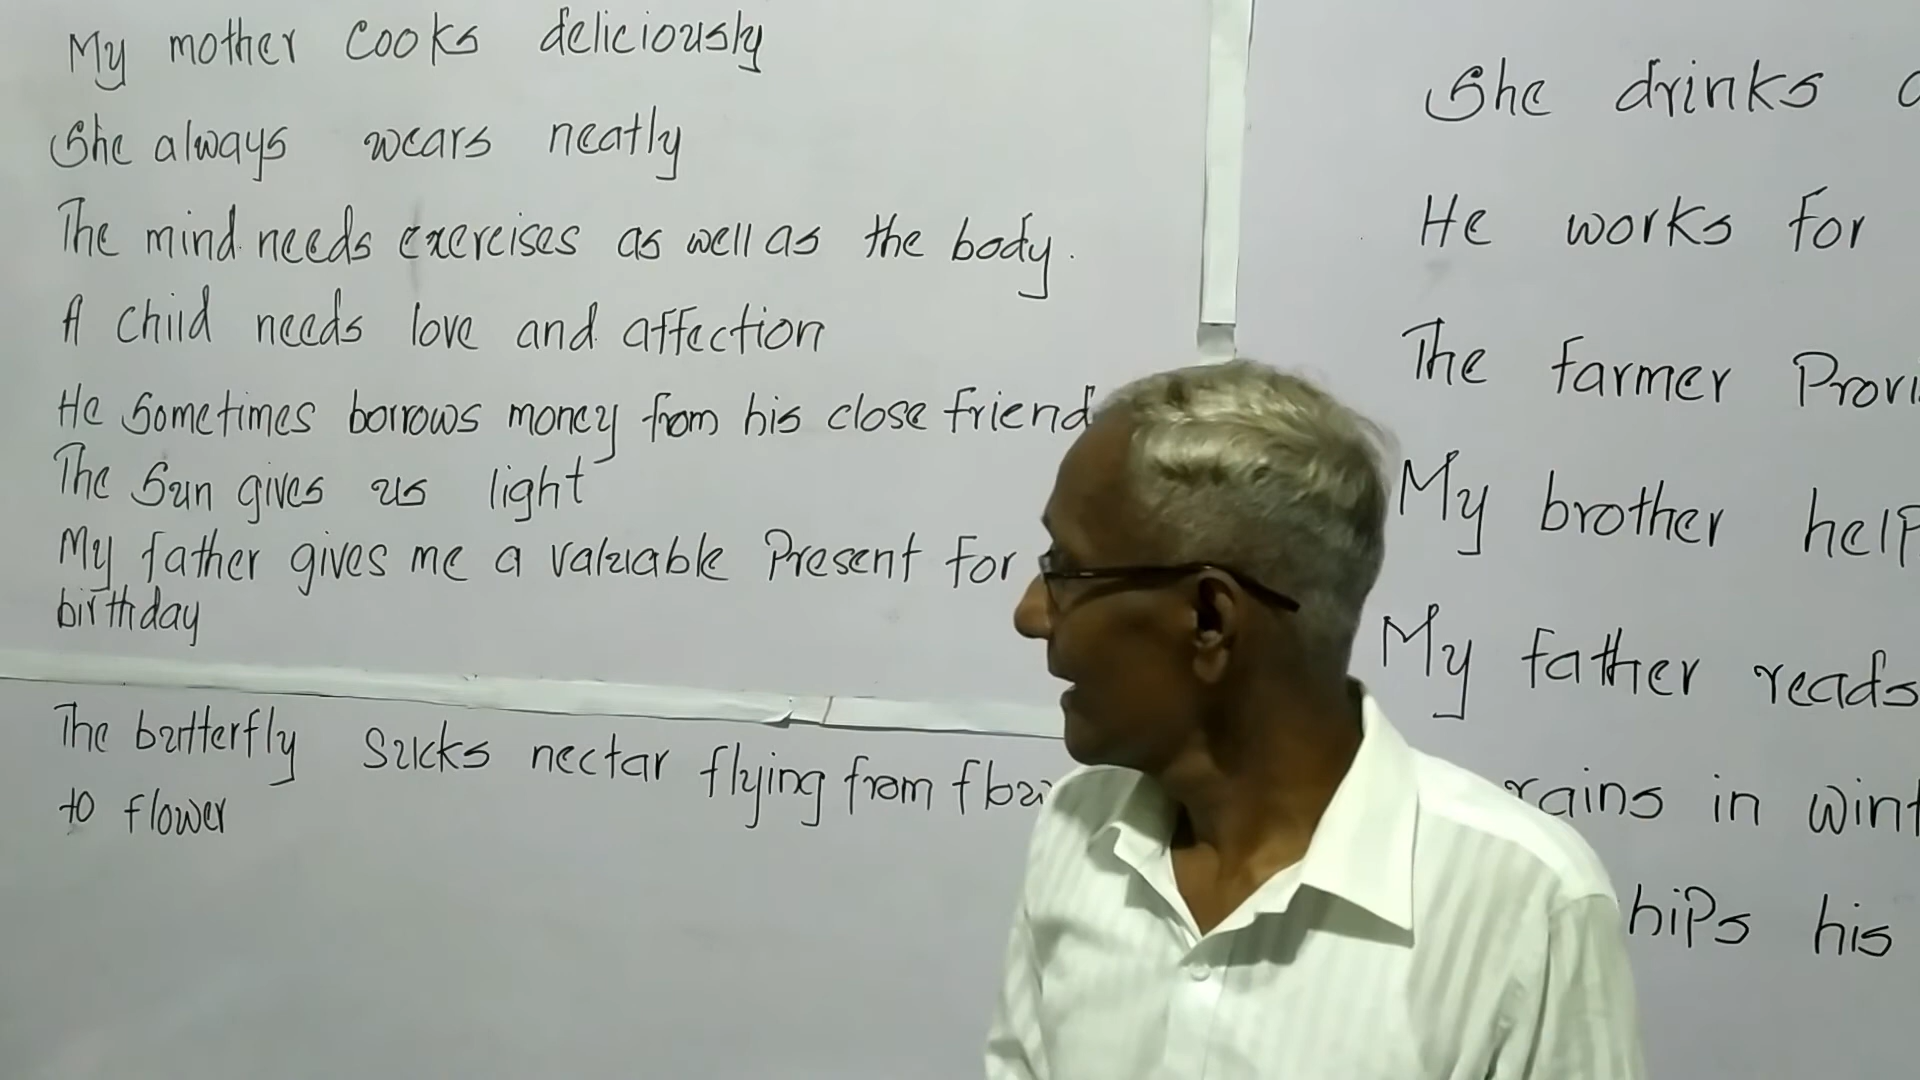 My mother cooks deliciously
She always wears neatly
The mind needs exercises as well as the body.
A child needs love and affection
He sometimes borrows money from his close friend
The Sun gives us light
My father gives me a valuable Present for
birthday
The butterfly Sucks nectar flying from
to flower
She drinks
He works for
The farmer
My brother
My father reads
rains in
his